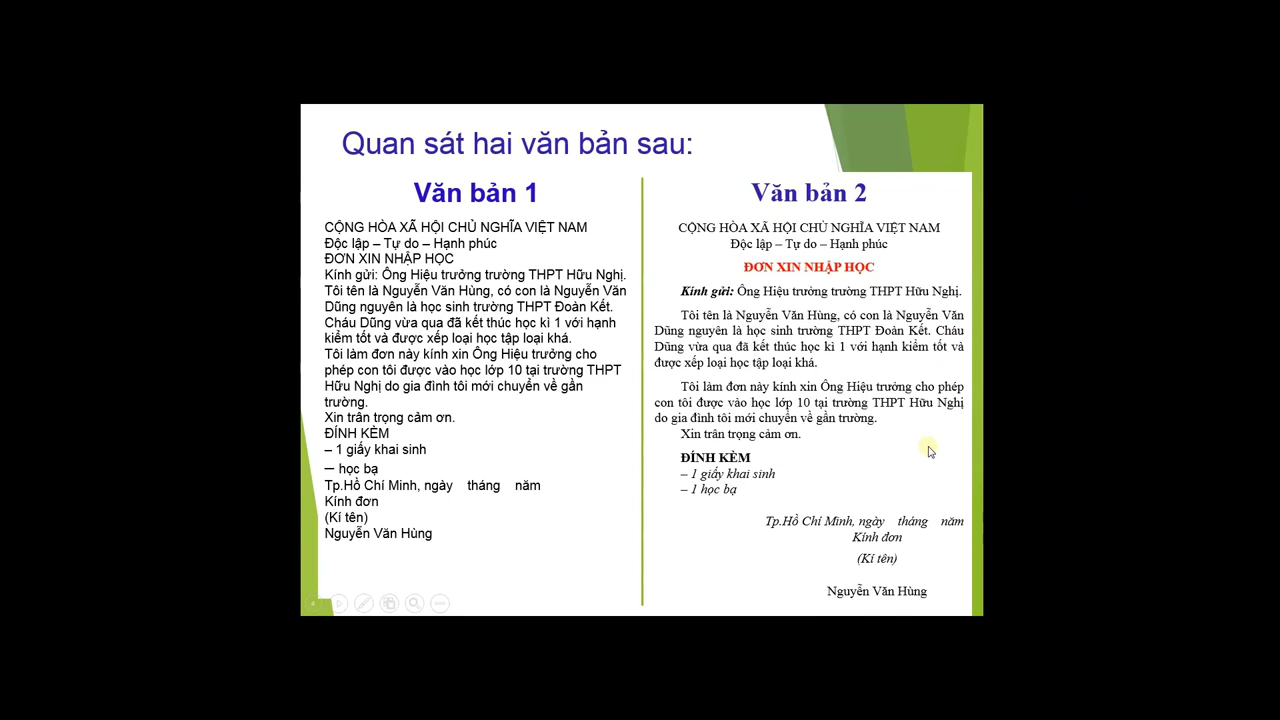 Quan sát hai văn bản sau:
Văn bản 1
CỘNG HÒA XÃ HỘI CHỦ NGHĨA VIỆT NAM
Độc lập – Tự do – Hạnh phúc
ĐƠN XIN NHẬP HỌC
Kính gửi: Ông Hiệu trưởng trường THPT Hữu Nghị.
Tôi tên là Nguyễn Văn Hùng, có con là Nguyễn Văn
Dũng nguyên là học sinh trường THPT Đoàn Kết.
Cháu Dũng vừa qua đã kết thúc học kì 1 với hạnh
kiểm tốt và được xếp loại học tập loại khá.
Tôi làm đơn này kính xin Ông Hiệu trưởng cho
phép con tôi được vào học lớp 10 tại trường THPT
Hữu Nghị do gia đình tôi mới chuyển về gần
trường.
Xin trân trọng cảm ơn.
ĐÍNH KÈM
– 1 giấy khai sinh
– học bạ
Tp.Hồ Chí Minh, ngày    tháng    năm
Kính đơn
(Kí tên)
Nguyễn Văn Hùng
Văn bản 2
CỘNG HÒA XÃ HỘI CHỦ NGHĨA VIỆT NAM
Độc lập – Tự do – Hạnh phúc
ĐƠN XIN NHẬP HỌC
Kính gửi: Ông Hiệu trưởng trường THPT Hữu Nghị.
Tôi tên là Nguyễn Văn Hùng, có con là Nguyễn Văn
Dũng nguyên là học sinh trường THPT Đoàn Kết. Cháu
Dũng vừa qua đã kết thúc học kì 1 với hạnh kiểm tốt và
được xếp loại học tập loại khá.
Tôi làm đơn này kính xin Ông Hiệu trưởng cho phép
con tôi được vào học lớp 10 tại trường THPT Hữu Nghị
do gia đình tôi mới chuyển về gần trường.
Xin trân trọng cảm ơn.
ĐÍNH KÈM
– 1 giấy khai sinh
– 1 học bạ
Tp.Hồ Chí Minh, ngày    tháng    năm
Kính đơn
(Kí tên)
Nguyễn Văn Hùng